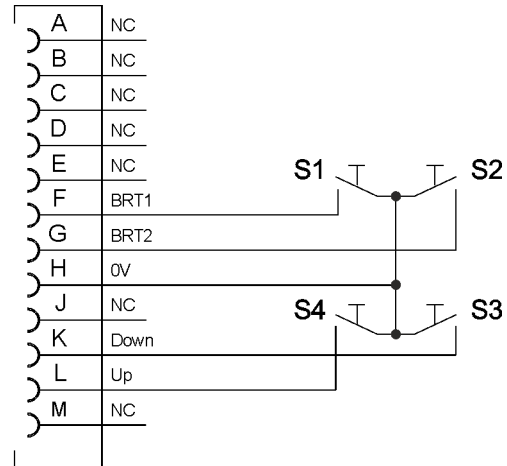 A NC
B NC
C NC
D NC
E NC
S1 S2
F BRT1
G BRT2
H 0V
J NC
S4 S3
K Down
L Up
M NC